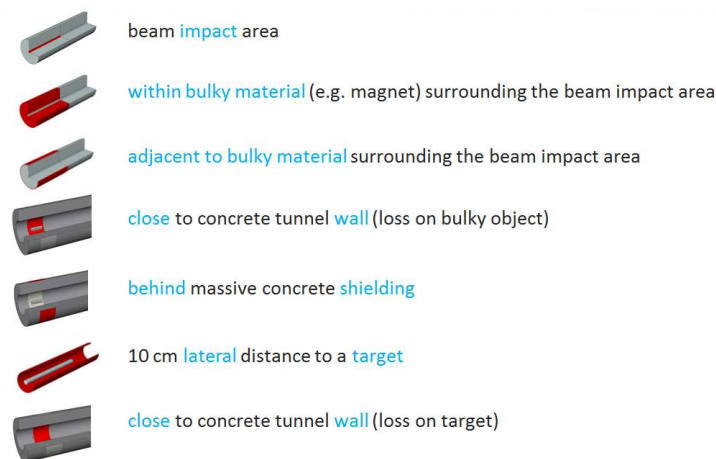 beam impact area
within bulky material (e.g. magnet) surrounding the beam impact area
adjacent to bulky material surrounding the beam impact area
close to concrete tunnel wall (loss on bulky object)
behind massive concrete shielding
10 cm lateral distance to a target
close to concrete tunnel wall (loss on target)